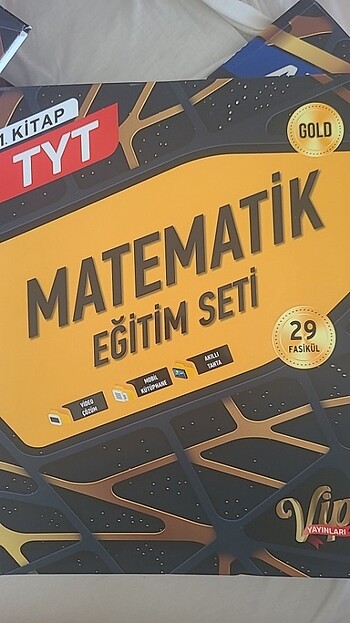 1. KİTAP
TYT
GOLD
MATEMATİK
EĞİTİM SETİ
29
FASİKÜL
VİDEO
ÇÖZÜM
MOBİL
KÜTÜPHANE
AKILLI
TAHTA
Vip
YAYINLARI